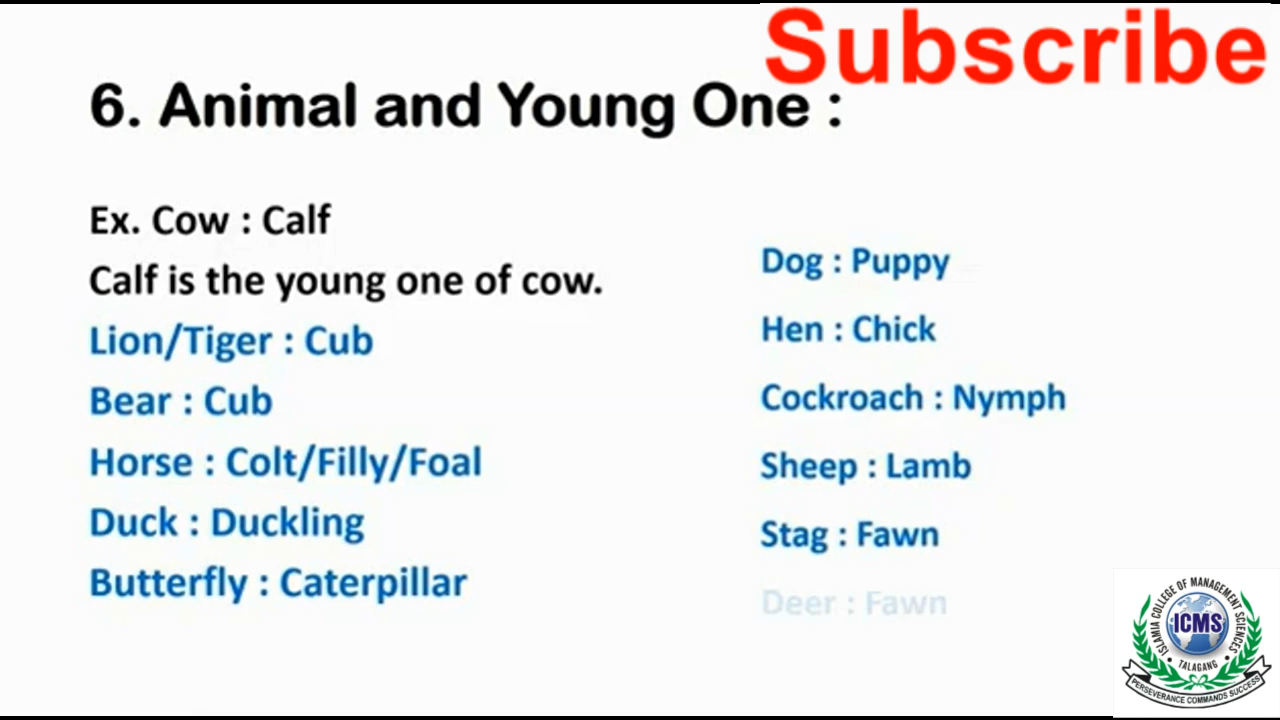 Subscribe
6. Animal and Young One :
Ex. Cow : Calf
Calf is the young one of cow.
Lion/Tiger : Cub
Bear : Cub
Horse : Colt/Filly/Foal
Duck : Duckling
Butterfly : Caterpillar
Dog : Puppy
Hen : Chick
Cockroach : Nymph
Sheep : Lamb
Stag : Fawn
Deer : Fawn
ISLAMIA COLLEGE OF MANAGEMENT SCIENCES
ICMS
TALAGANG
PERSEVERANCE COMMANDS SUCCESS